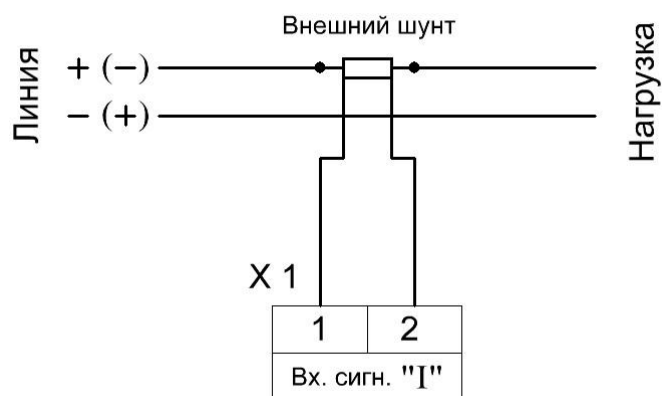 Внешний шунт
Линия
+ (−)
− (+)
Нагрузка
X 1
1 2
Вх. сигн. "I"